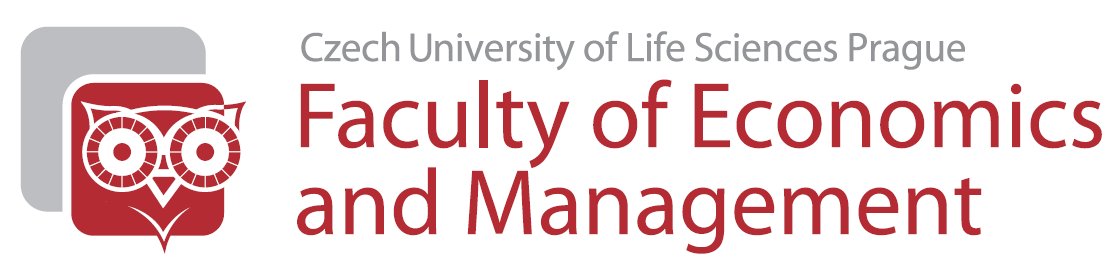 Czech University of Life Sciences Prague
Faculty of Economics
and Management